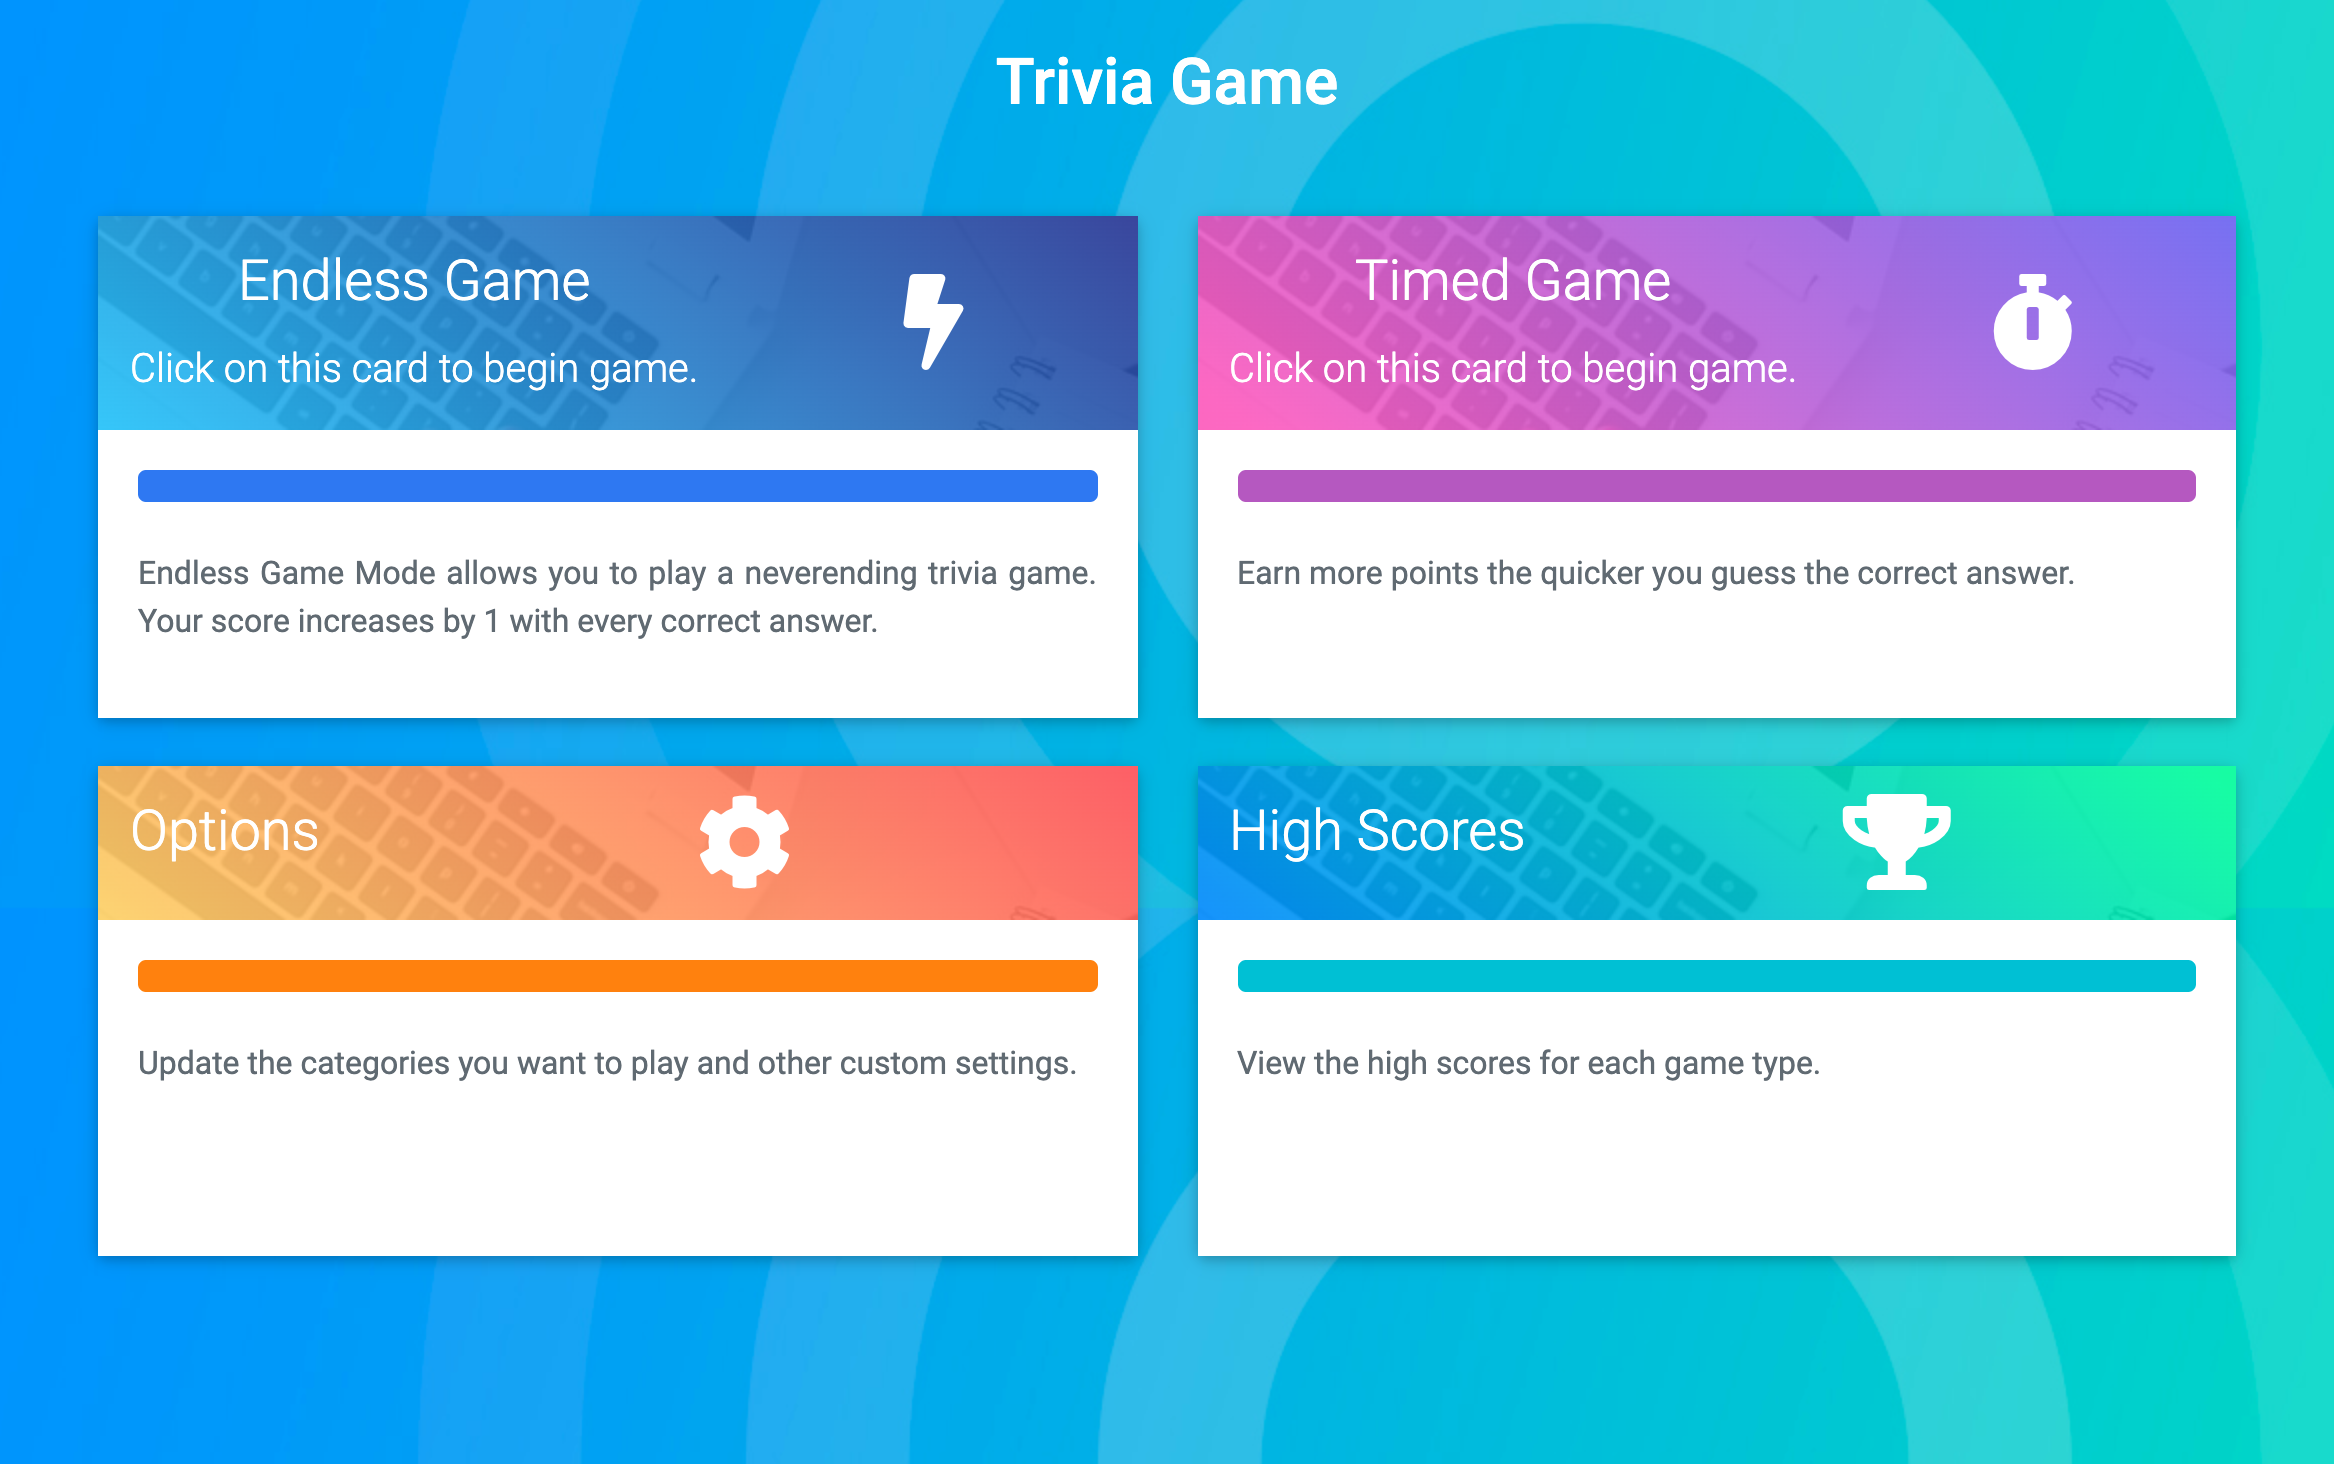 Trivia Game
Endless Game
Click on this card to begin game.
Endless Game Mode allows you to play a neverending trivia game.
Your score increases by 1 with every correct answer.
Timed Game
Click on this card to begin game.
Earn more points the quicker you guess the correct answer.
Options
Update the categories you want to play and other custom settings.
High Scores
View the high scores for each game type.